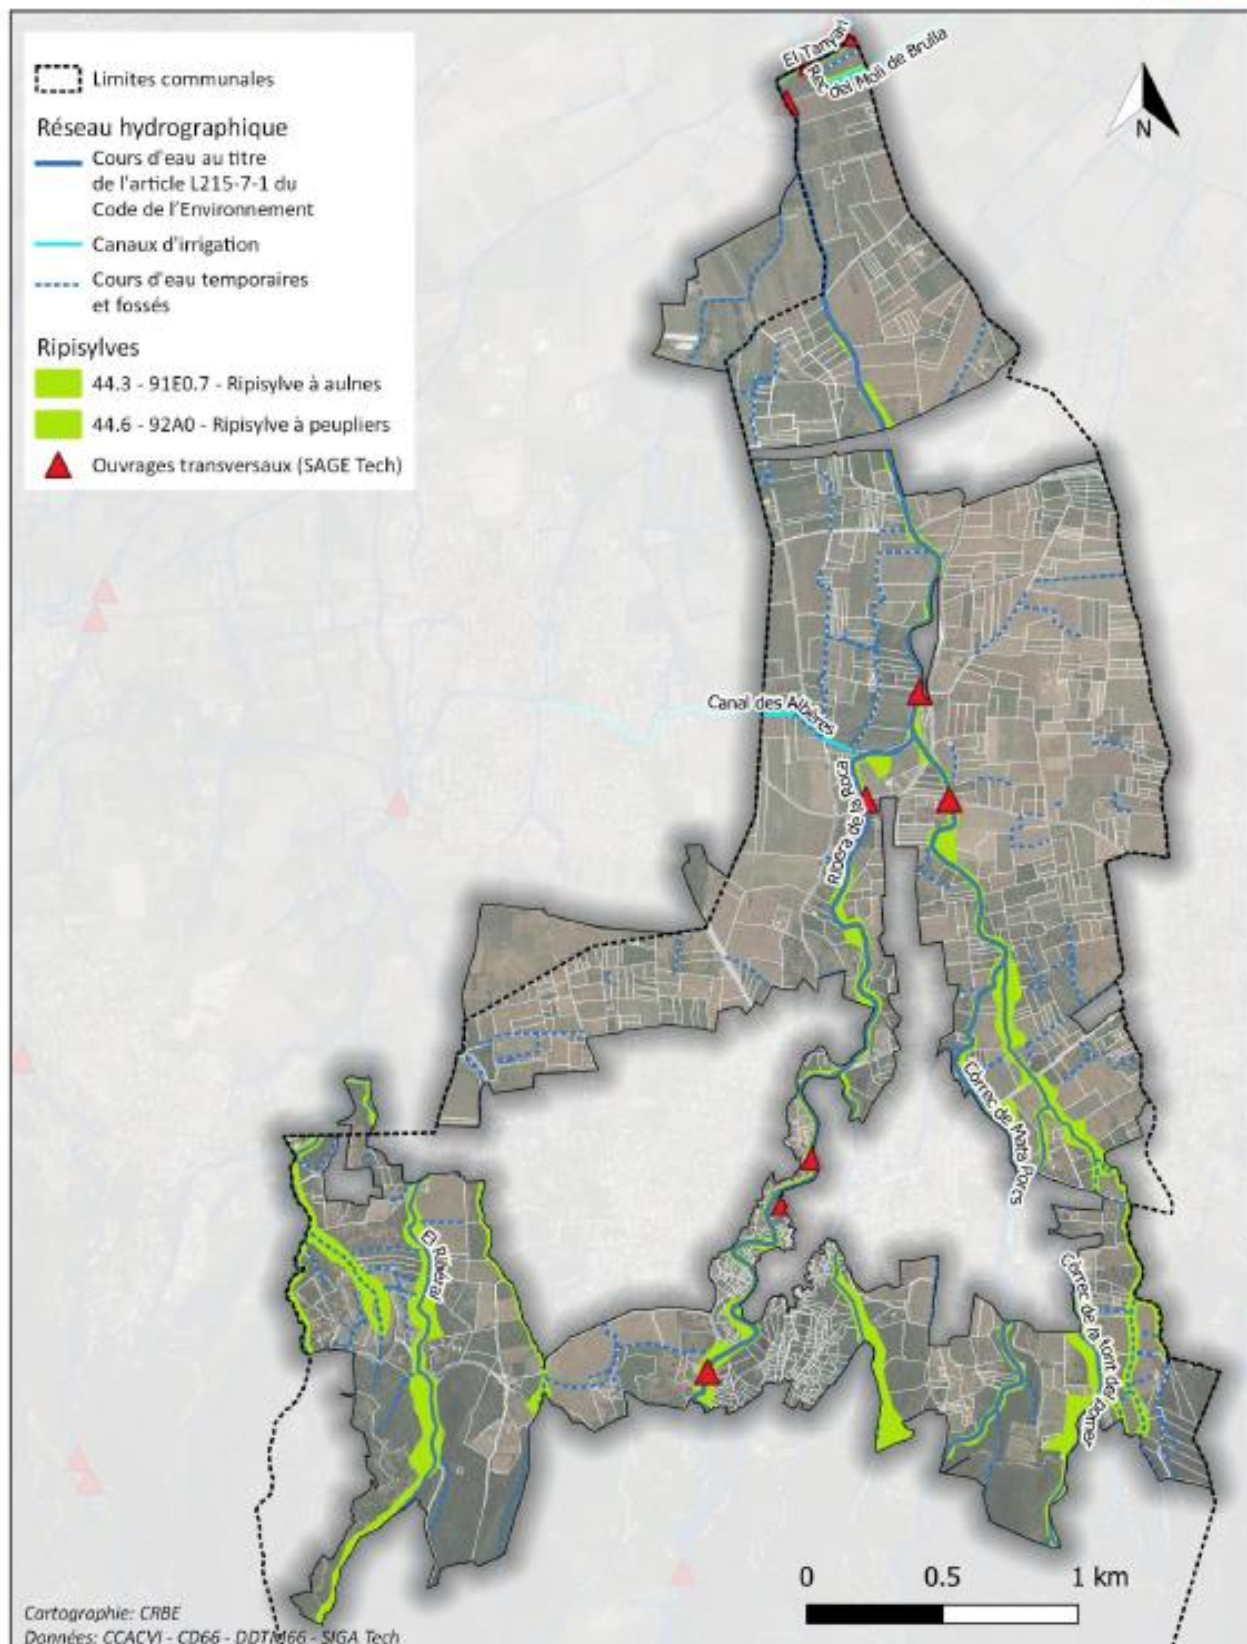 Limites communales
Réseau hydrographique
Cours d'eau au titre
de l'article L215-7-1 du
Code de l'Environnement
Canaux d'irrigation
Cours d'eau temporaires
et fossés
Ripisylves
44.3 - 91E0.7 - Ripisylve à aulnes
44.6 - 92A0 - Ripisylve à peupliers
Ouvrages transversaux (SAGE Tech)
El Tanyari
Rec del Moli de Brulla
N
Canal des Albères
Ribera de la Roca
Còrrec de Mata Porcs
El Ribéral
Còrrec de la font del
0 0.5 1 km
Cartographie: CRBE
Données: CCACVI - CD66 - DDTM66 - SIGA Tech